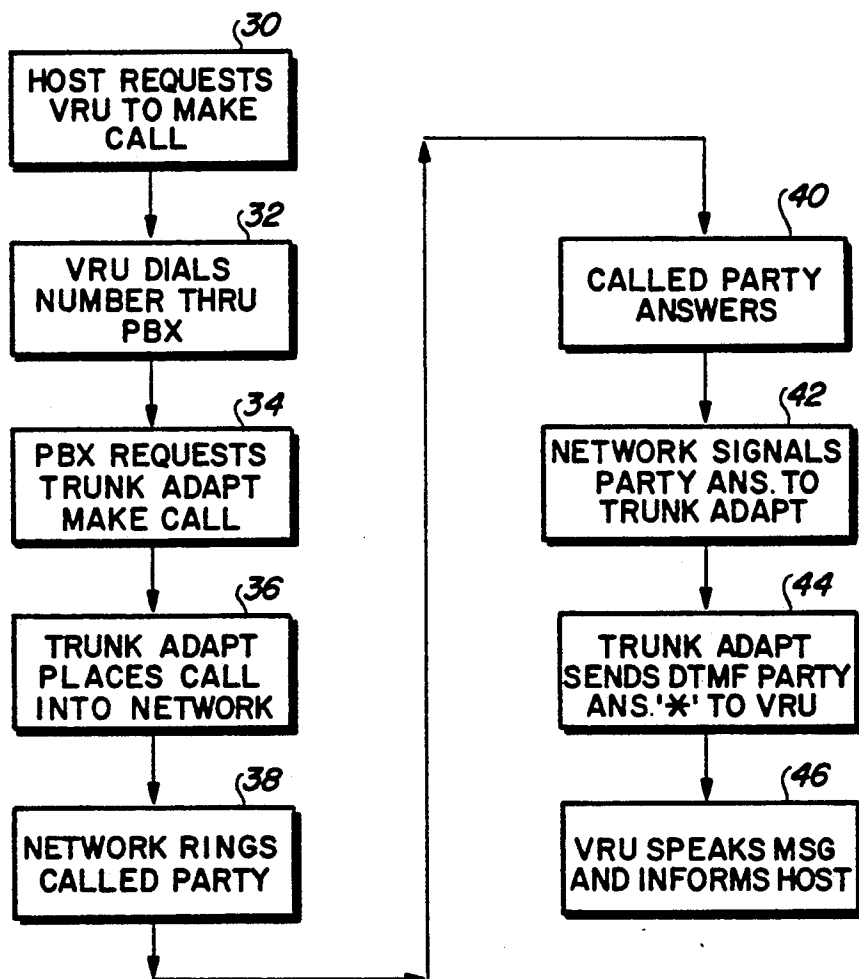 30
HOST REQUESTS
VRU TO MAKE
CALL
32
VRU DIALS
NUMBER THRU
PBX
34
PBX REQUESTS
TRUNK ADAPT
MAKE CALL
36
TRUNK ADAPT
PLACES CALL
INTO NETWORK
38
NETWORK RINGS
CALLED PARTY
40
CALLED PARTY
ANSWERS
42
NETWORK SIGNALS
PARTY ANS. TO
TRUNK ADAPT
44
TRUNK ADAPT
SENDS DTMF PARTY
ANS.'*' TO VRU
46
VRU SPEAKS MSG
AND INFORMS HOST